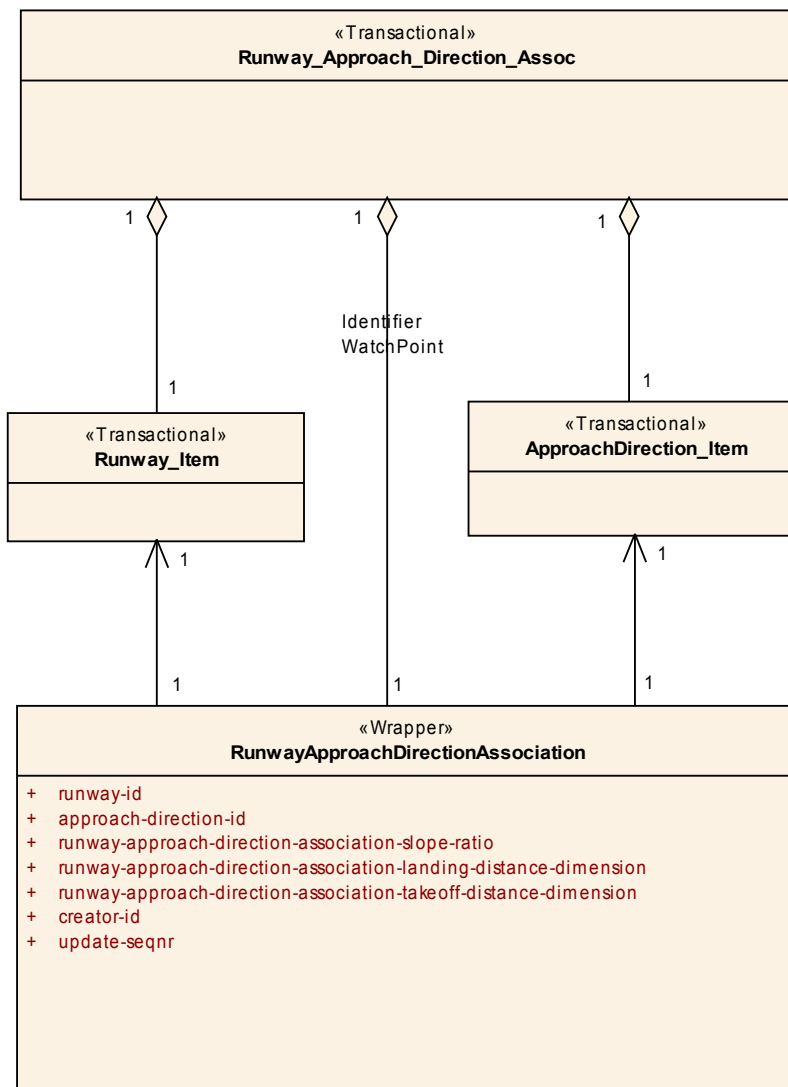 «Transactional»
Runway_Approach_Direction_Assoc
1
1
1
Identifier
WatchPoint
1
1
«Transactional»
Runway_Item
«Transactional»
ApproachDirection_Item
1
1
1
1
1
«Wrapper»
RunwayApproachDirectionAssociation
+ runway-id
+ approach-direction-id
+ runway-approach-direction-association-slope-ratio
+ runway-approach-direction-association-landing-distance-dimension
+ runway-approach-direction-association-takeoff-distance-dimension
+ creator-id
+ update-seqnr